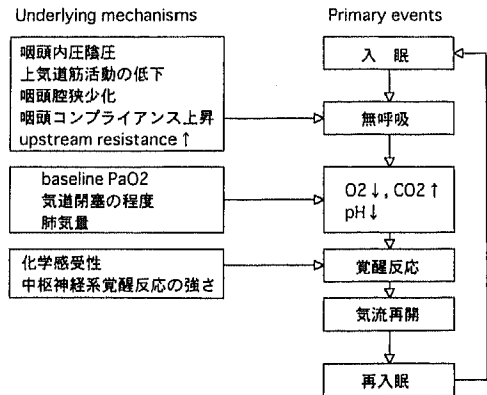 Underlying mechanisms
Primary events
咽頭内圧陰圧
上気道筋活動の低下
咽頭腔狭少化
咽頭コンプライアンス上昇
upstream resistance ↑
baseline PaO2
気道閉塞の程度
肺気量
化学感受性
中枢神経系覚醒反応の強さ
入 眠
無呼吸
O2 ↓ , CO2 ↑
pH ↓
覚醒反応
気流再開
再入眠